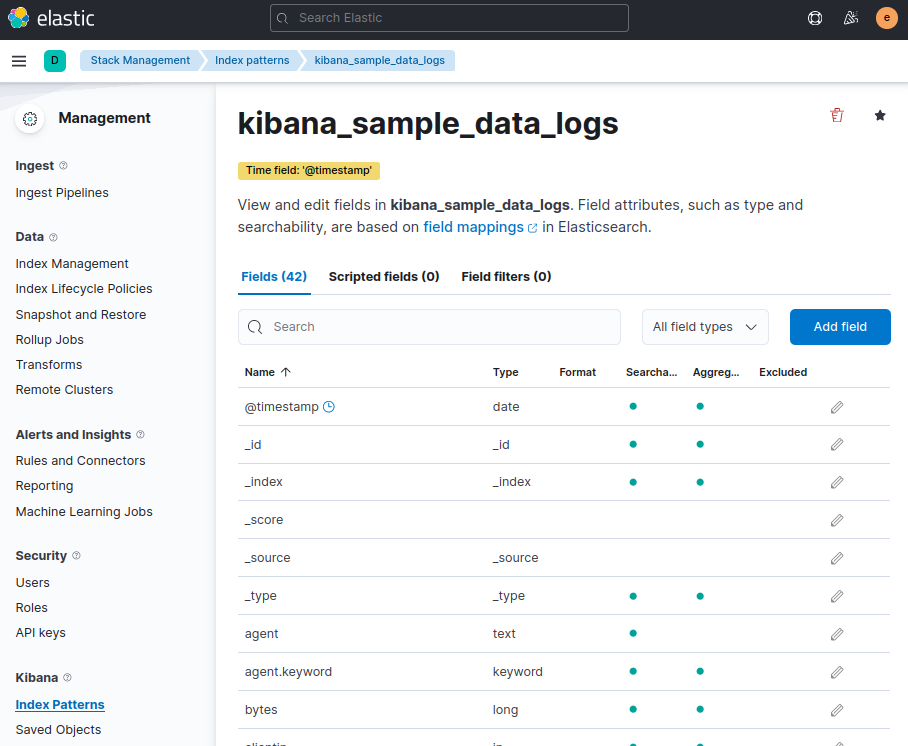 elastic
Search Elastic
e
D
Stack Management
Index patterns
kibana_sample_data_logs
Management
Ingest
Ingest Pipelines
Data
Index Management
Index Lifecycle Policies
Snapshot and Restore
Rollup Jobs
Transforms
Remote Clusters
Alerts and Insights
Rules and Connectors
Reporting
Machine Learning Jobs
Security
Users
Roles
API keys
Kibana
Index Patterns
Saved Objects
kibana_sample_data_logs
Time field: '@timestamp'
View and edit fields in kibana_sample_data_logs. Field attributes, such as type and
searchability, are based on field mappings in Elasticsearch.
Fields (42) Scripted fields (0) Field filters (0)
Search
All field types
Add field
Name Type Format Searcha... Aggreg... Excluded
@timestamp date
_id _id
_index _index
_score
_source _source
_type _type
agent text
agent.keyword keyword
bytes long